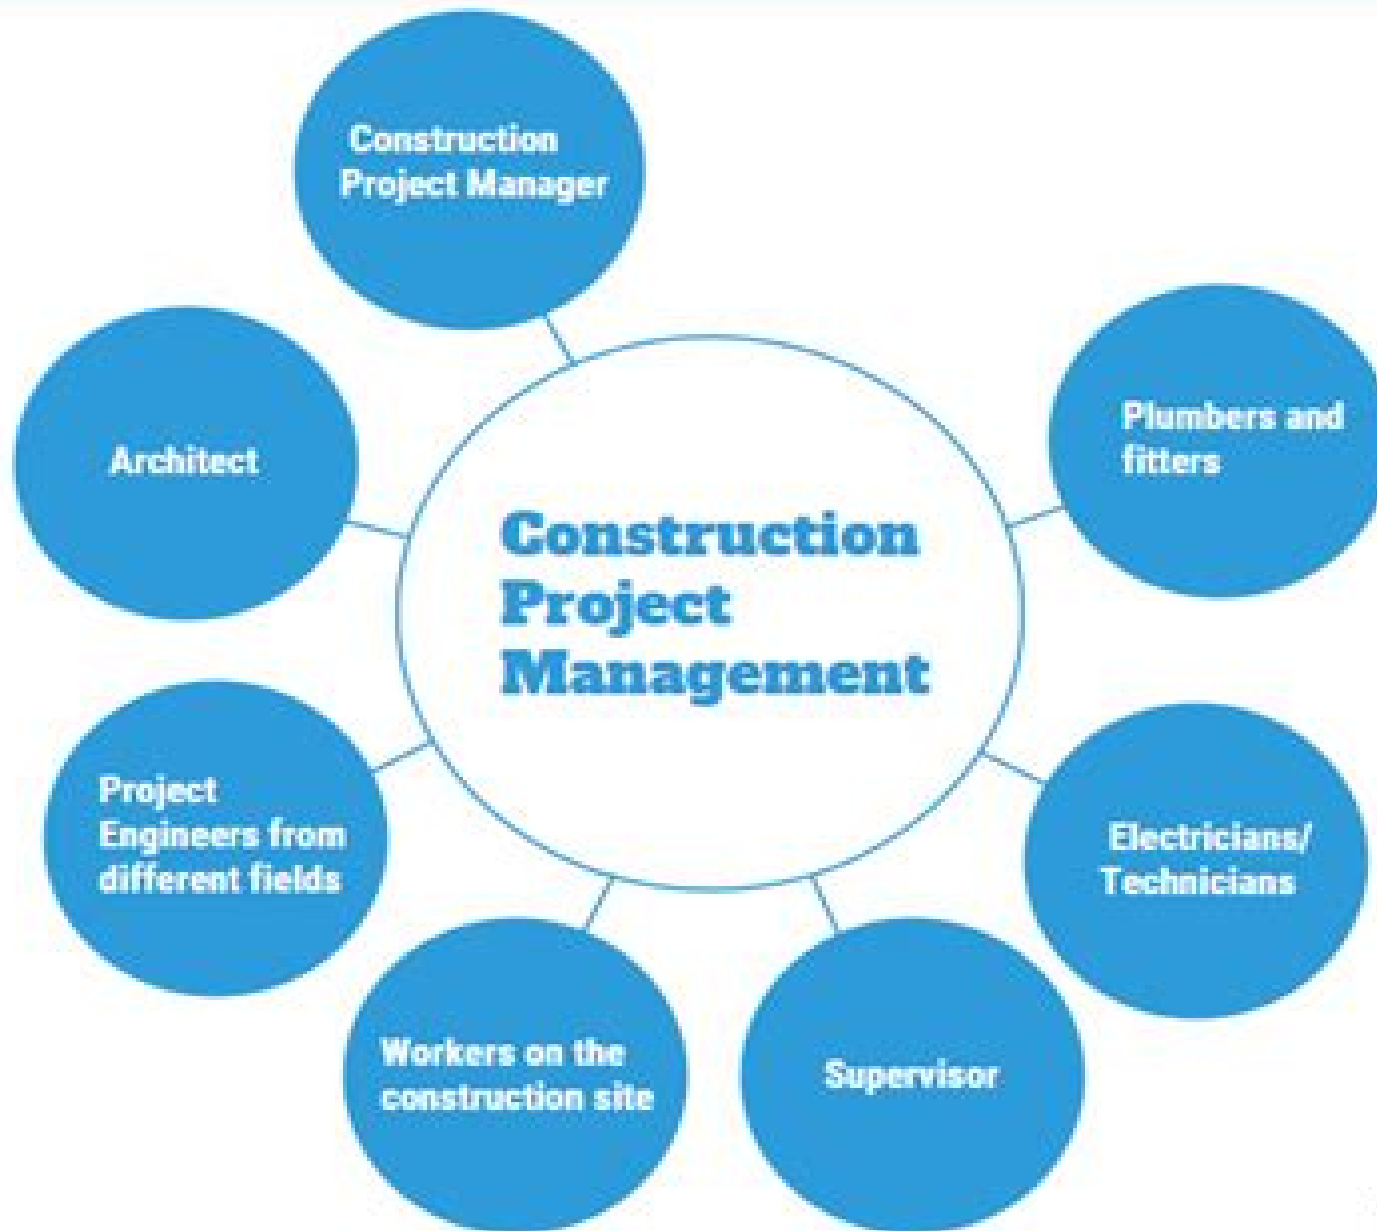 Construction
Project Manager
Architect
Plumbers and
fitters
Construction
Project
Management
Project
Engineers from
different fields
Electricians/
Technicians
Workers on the
construction site
Supervisor